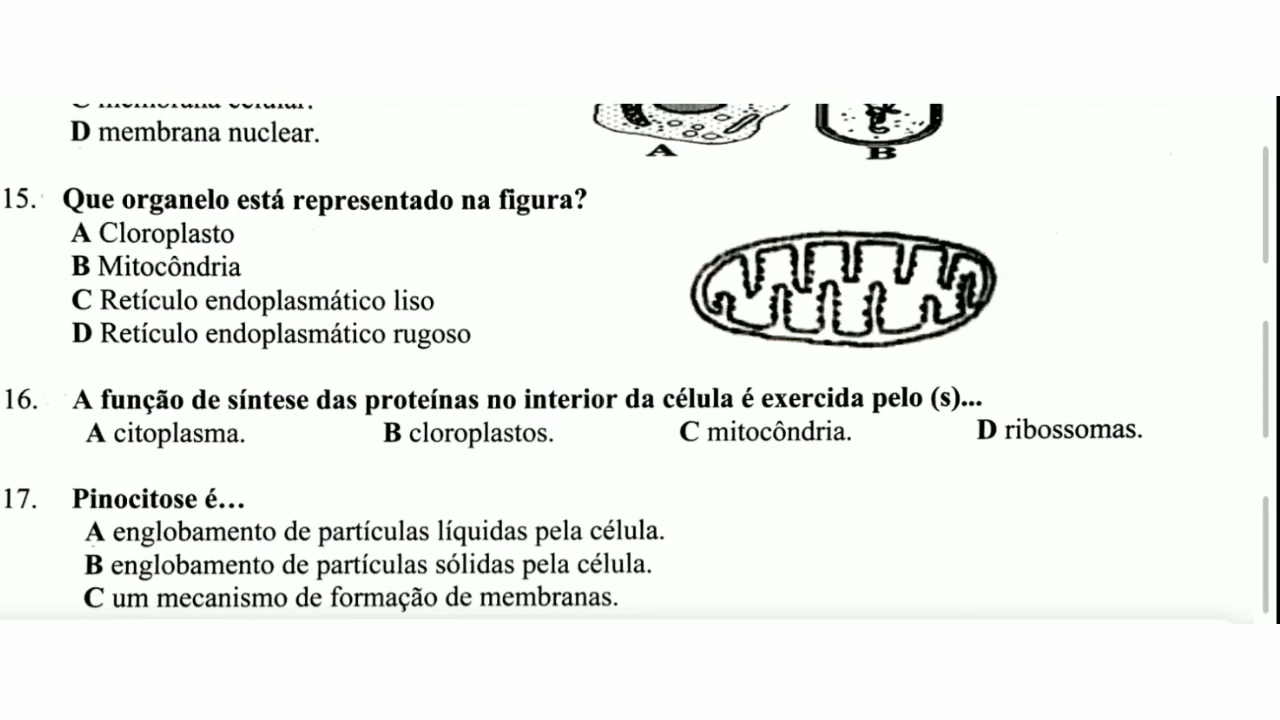 D membrana nuclear.
A B
15. Que organelo está representado na figura?
A Cloroplasto
B Mitocôndria
C Retículo endoplasmático liso
D Retículo endoplasmático rugoso
16. A função de síntese das proteínas no interior da célula é exercida pelo (s)...
A citoplasma. B cloroplastos. C mitocôndria. D ribossomas.
17. Pinocitose é...
A englobamento de partículas líquidas pela célula.
B englobamento de partículas sólidas pela célula.
C um mecanismo de formação de membranas.